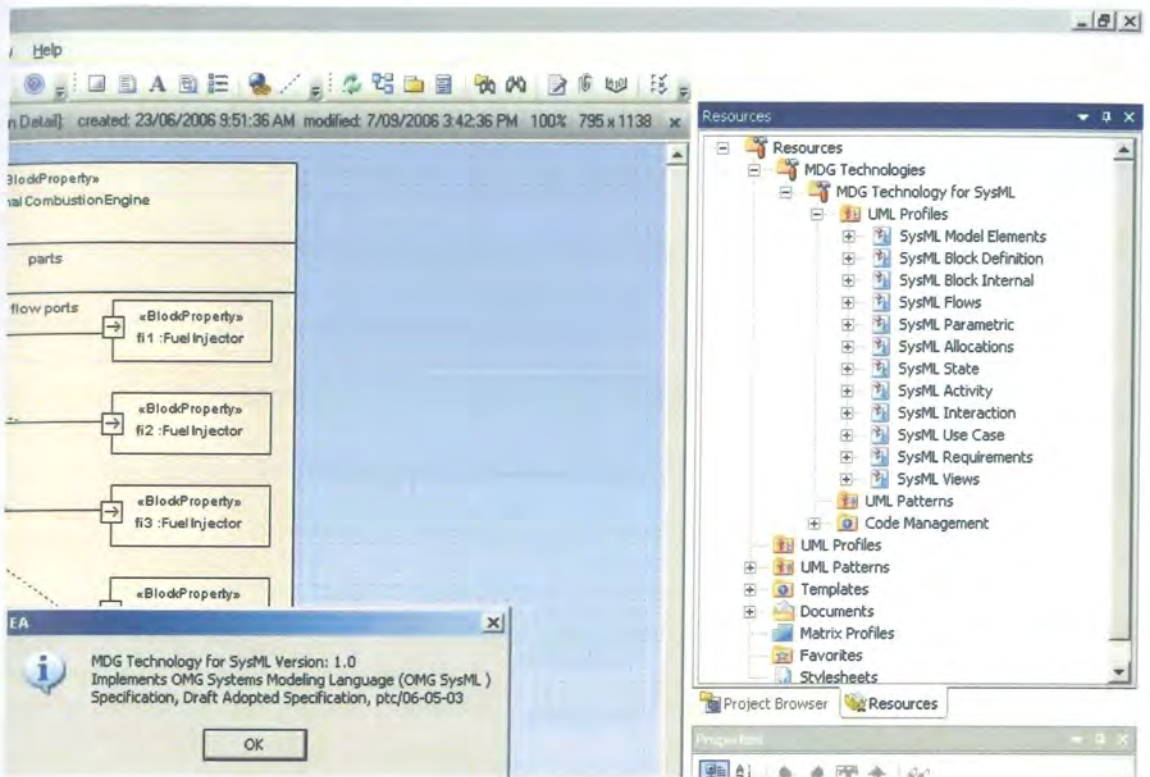 Help
n Detail} created: 23/06/2006 9:51:36 AM modified: 7/09/2006 3:42:36 PM 100% 795 x 1138
BlockProperty»
nal CombustionEngine
parts
flow ports
«BlockProperty»
fi1 :Fuel Injector
«BlockProperty»
fi2 :Fuel Injector
«BlockProperty»
fi3 :Fuel Injector
«BlockProperty»
EA
MDG Technology for SysML Version: 1.0
Implements OMG Systems Modeling Language (OMG SysML )
Specification, Draft Adopted Specification, ptc/06-05-03
OK
Resources
Resources
MDG Technologies
MDG Technology for SysML
UML Profiles
SysML Model Elements
SysML Block Definition
SysML Block Internal
SysML Flows
SysML Parametric
SysML Allocations
SysML State
SysML Activity
SysML Interaction
SysML Use Case
SysML Requirements
SysML Views
UML Patterns
Code Management
UML Profiles
UML Patterns
Templates
Documents
Matrix Profiles
Favorites
Stylesheets
Project Browser Resources
Properties